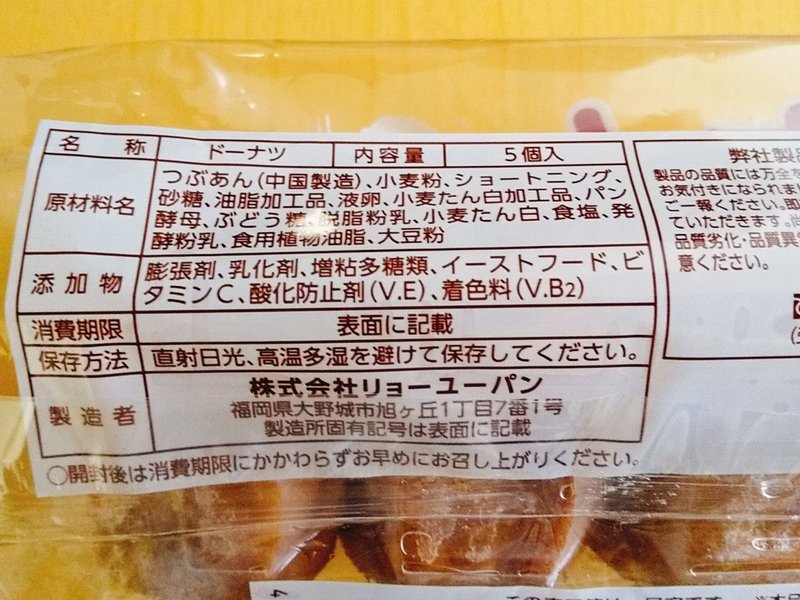 名称 ドーナツ 内容量 5個入
原材料名 つぶあん(中国製造)、小麦粉、ショートニング、
砂糖、油脂加工品、液卵、小麦たん白加工品、パン
酵母、ぶどう糖、脱脂粉乳、小麦たん白、食塩、発
酵粉乳、食用植物油脂、大豆粉
添加物 膨張剤、乳化剤、増粘多糖類、イーストフード、ビ
タミンC、酸化防止剤(V.E)、着色料(V.B2)
消費期限 表面に記載
保存方法 直射日光、高温多湿を避けて保存してください。
製造者 株式会社リョーユーパン
福岡県大野城市旭ヶ丘1丁目7番1号
製造所固有記号は表面に記載
○開封後は消費期限にかかわらずお早めにお召し上がりください。
弊社製品
製品の品質には万全を
お気付きになられま
ご一報ください。即
ていただきます。尚
品質劣化・品質異常
意ください。